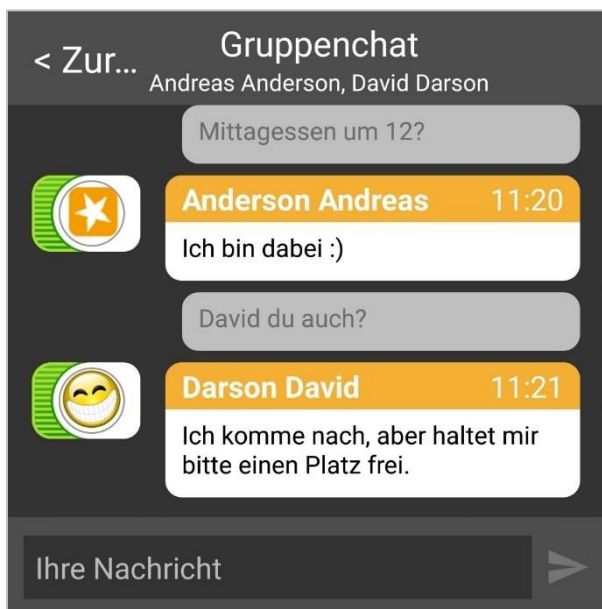 < Zur... Gruppenchat
Andreas Anderson, David Darson
Mittagessen um 12?
Anderson Andreas 11:20
Ich bin dabei :)
David du auch?
Darson David 11:21
Ich komme nach, aber haltet mir
bitte einen Platz frei.
Ihre Nachricht